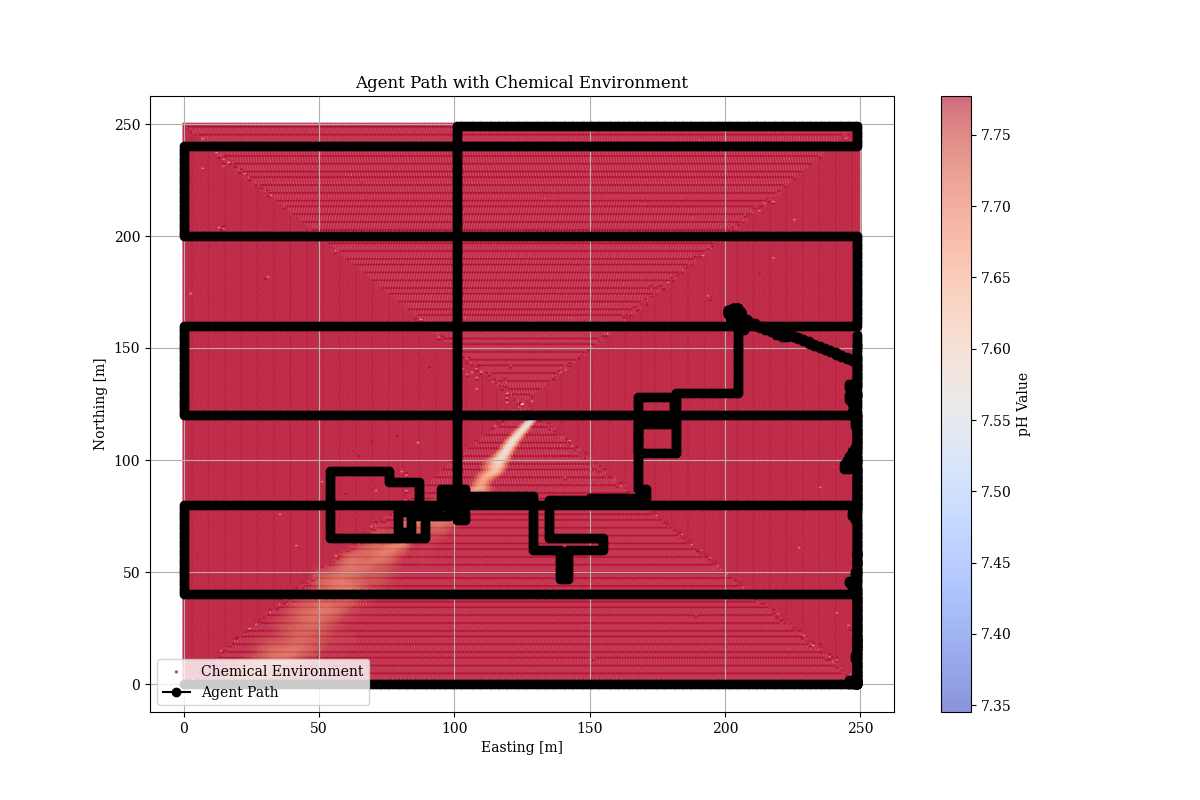 Agent Path with Chemical Environment
Northing [m]
250
200
150
100
50
0
0 50 100 150 200 250
Easting [m]
Chemical Environment
Agent Path
7.75
7.70
7.65
7.60
7.55
7.50
7.45
7.40
7.35
pH Value